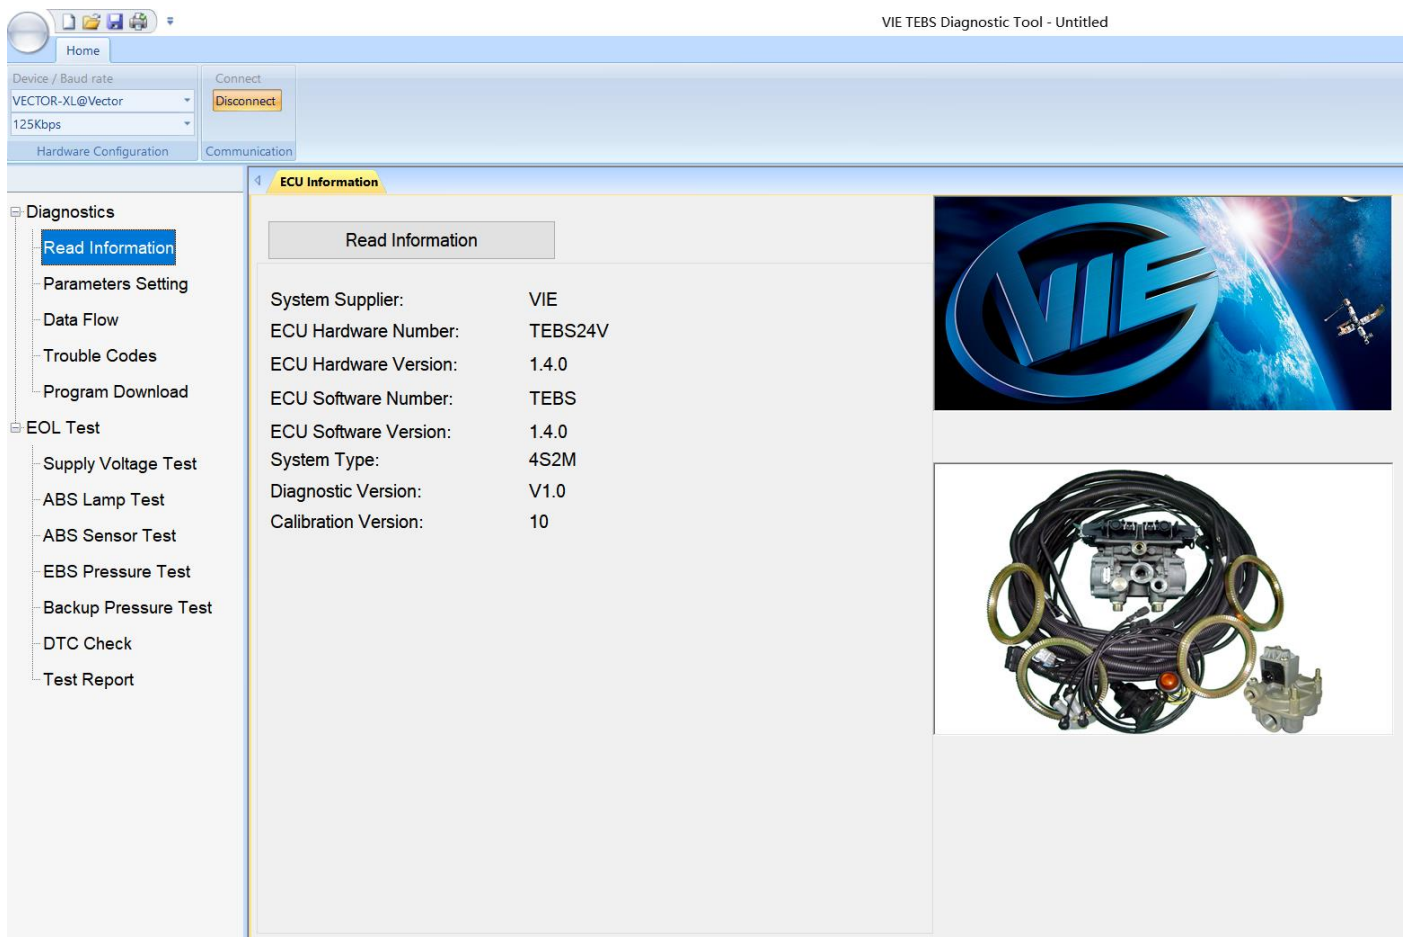 VIE TEBS Diagnostic Tool - Untitled
Home
Device / Baud rate
Connect
VECTOR-XL@Vector
Disconnect
125Kbps
Hardware Configuration
Communication
ECU Information
Diagnostics
Read Information
Parameters Setting
Data Flow
Trouble Codes
Program Download
EOL Test
Supply Voltage Test
ABS Lamp Test
ABS Sensor Test
EBS Pressure Test
Backup Pressure Test
DTC Check
Test Report
Read Information
System Supplier: VIE
ECU Hardware Number: TEBS24V
ECU Hardware Version: 1.4.0
ECU Software Number: TEBS
ECU Software Version: 1.4.0
System Type: 4S2M
Diagnostic Version: V1.0
Calibration Version: 10
VIE